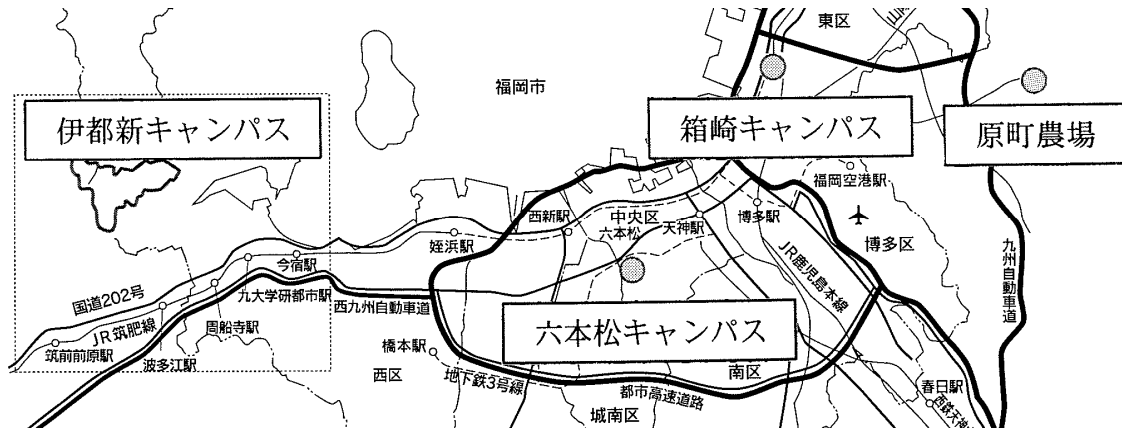 東区
福岡市
伊都新キャンパス
箱崎キャンパス
原町農場
福岡空港駅
西新駅
中央区
六本松
天神駅
博多駅
博多区
姪浜駅
今宿駅
九大学研都市駅
国道202号
JR筑肥線
周船寺駅
筑前前原駅
波多江駅
西九州自動車道
JR鹿児島本線
九州自動車道
六本松キャンパス
橋本駅
西区
地下鉄3号線
都市高速道路
南区
城南区
春日駅
西鉄天神